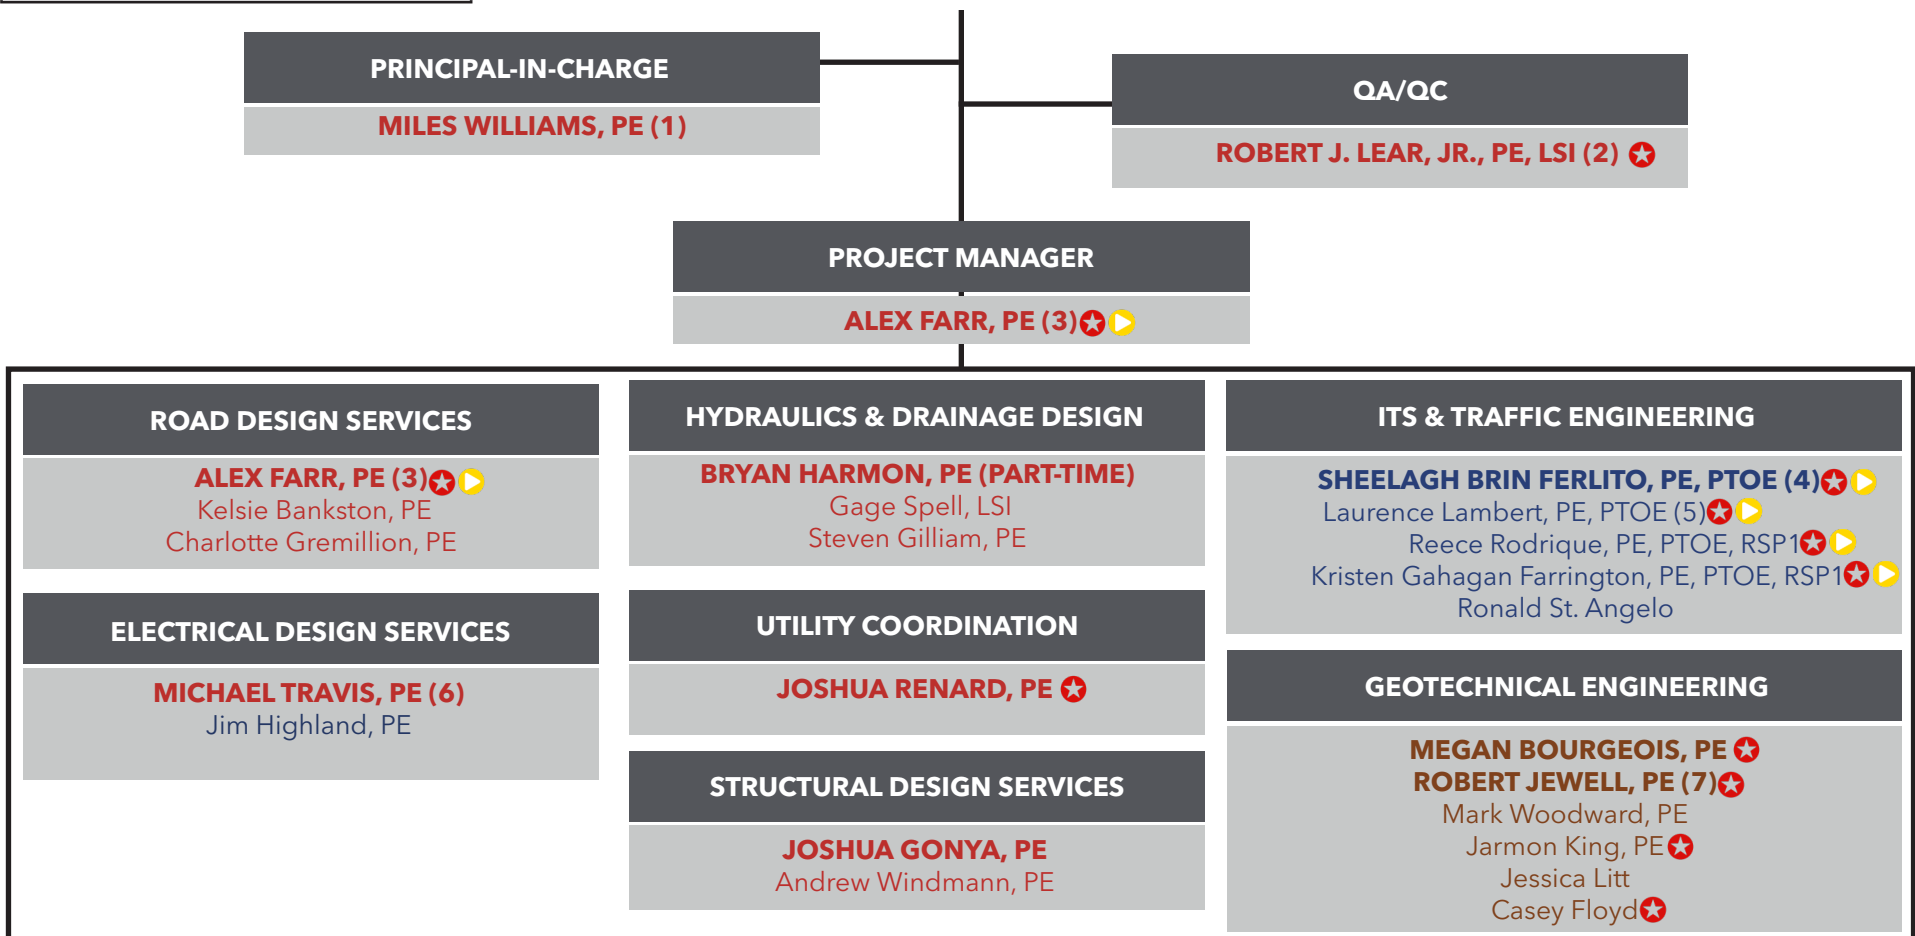 PRINCIPAL-IN-CHARGE
MILES WILLIAMS, PE (1)
QA/QC
ROBERT J. LEAR, JR., PE, LSI (2)
PROJECT MANAGER
ALEX FARR, PE (3)
ROAD DESIGN SERVICES
ALEX FARR, PE (3)
Kelsie Bankston, PE
Charlotte Gremillion, PE
ELECTRICAL DESIGN SERVICES
MICHAEL TRAVIS, PE (6)
Jim Highland, PE
HYDRAULICS & DRAINAGE DESIGN
BRYAN HARMON, PE (PART-TIME)
Gage Spell, LSI
Steven Gilliam, PE
UTILITY COORDINATION
JOSHUA RENARD, PE
STRUCTURAL DESIGN SERVICES
JOSHUA GONYA, PE
Andrew Windmann, PE
ITS & TRAFFIC ENGINEERING
SHEELAGH BRIN FERLITO, PE, PTOE (4)
Laurence Lambert, PE, PTOE (5)
Reece Rodrique, PE, PTOE, RSP1
Kristen Gahagan Farrington, PE, PTOE, RSP1
Ronald St. Angelo
GEOTECHNICAL ENGINEERING
MEGAN BOURGEOIS, PE
ROBERT JEWELL, PE (7)
Mark Woodward, PE
Jarmon King, PE
Jessica Litt
Casey Floyd